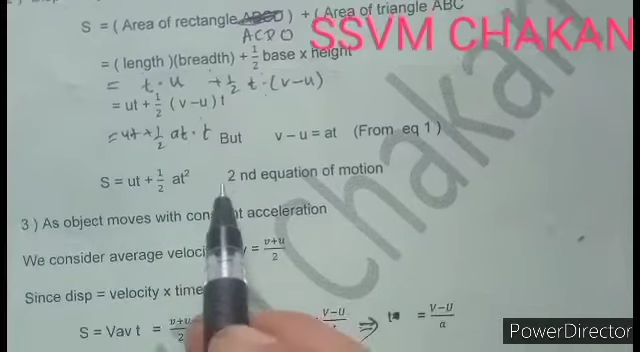 S = ( Area of rectangle ) + ( Area of triangle ABC
ACDO
SSVM CHAKAN
= ( length )(breadth) + 1/2 base x height
= t · u + 1/2 t · (v-u)
= ut + 1/2 (v-u) t
= ut + 1/2 at · t But v - u = at (From eq 1 )
S = ut + 1/2 at² 2 nd equation of motion
3 ) As object moves with acceleration
We consider average = v+u/2
Since disp = velocity x time
S = Vav t = v+u/2 v-u ⇒ t = v-u/a
Chakan
PowerDirector